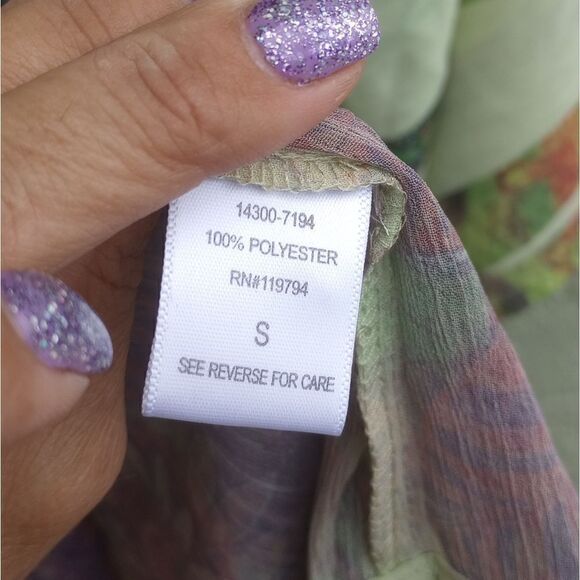 14300-7194
100% POLYESTER
RN#119794
S
SEE REVERSE FOR CARE